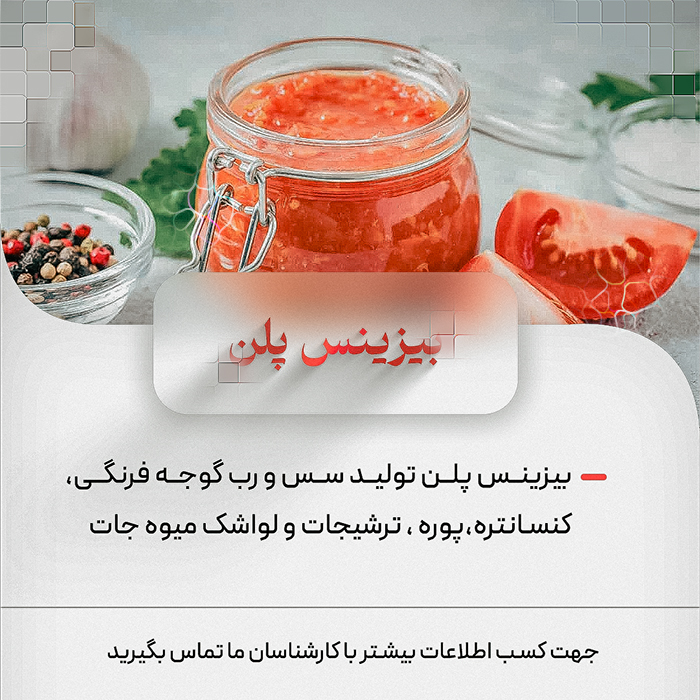 بیزینس پلن
بیزینس پلن تولید سس و رب گوجه فرنگی،
کنسانتره،پوره ، ترشیجات و لواشک میوه جات
جهت کسب اطلاعات بیشتر با کارشناسان ما تماس بگیرید